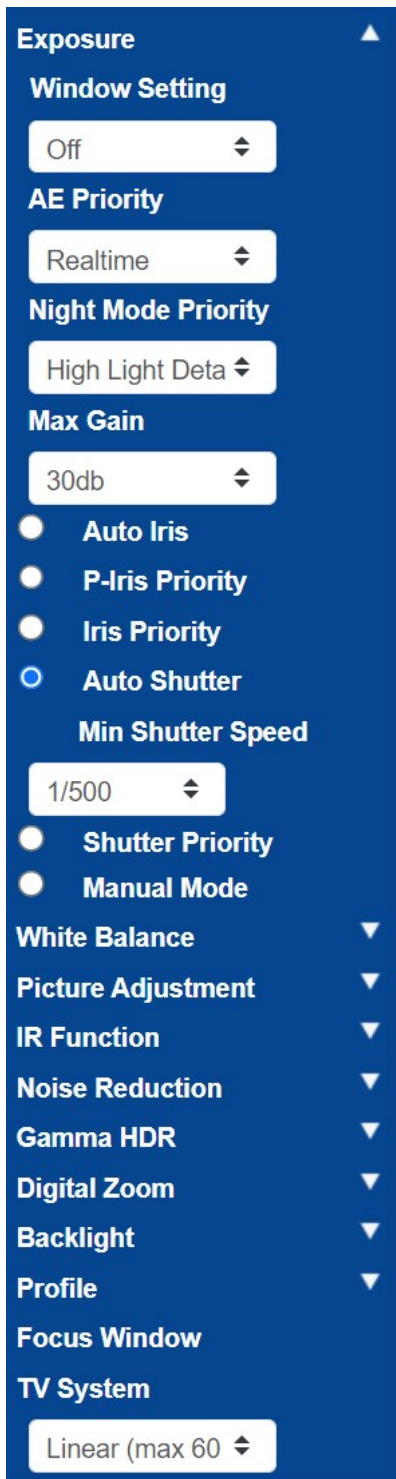 Exposure
Window Setting
Off
AE Priority
Realtime
Night Mode Priority
High Light Deta
Max Gain
30db
Auto Iris
P-Iris Priority
Iris Priority
Auto Shutter
Min Shutter Speed
1/500
Shutter Priority
Manual Mode
White Balance
Picture Adjustment
IR Function
Noise Reduction
Gamma HDR
Digital Zoom
Backlight
Profile
Focus Window
TV System
Linear (max 60